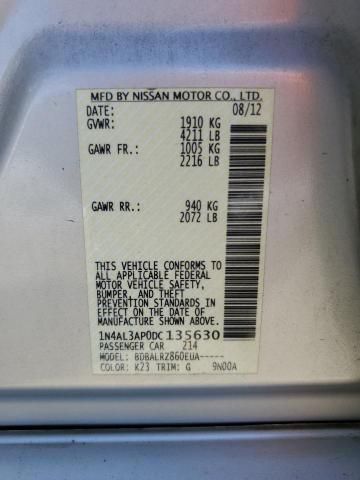 MFD BY NISSAN MOTOR CO., LTD.
DATE: 08/12
GVWR: 1910 KG
4211 LB
GAWR FR.: 1005 KG
2216 LB
GAWR RR.: 940 KG
2072 LB
THIS VEHICLE CONFORMS TO
ALL APPLICABLE FEDERAL
MOTOR VEHICLE SAFETY,
BUMPER, AND THEFT
PREVENTION STANDARDS
IN EFFECT ON THE DATE OF
MANUFACTURE SHOWN ABOVE.
1N4AL3AP0DC135630
PASSENGER CAR 214
MODEL: BDBALRZ860EUA-----
COLOR: K23 TRIM: G 9N00A